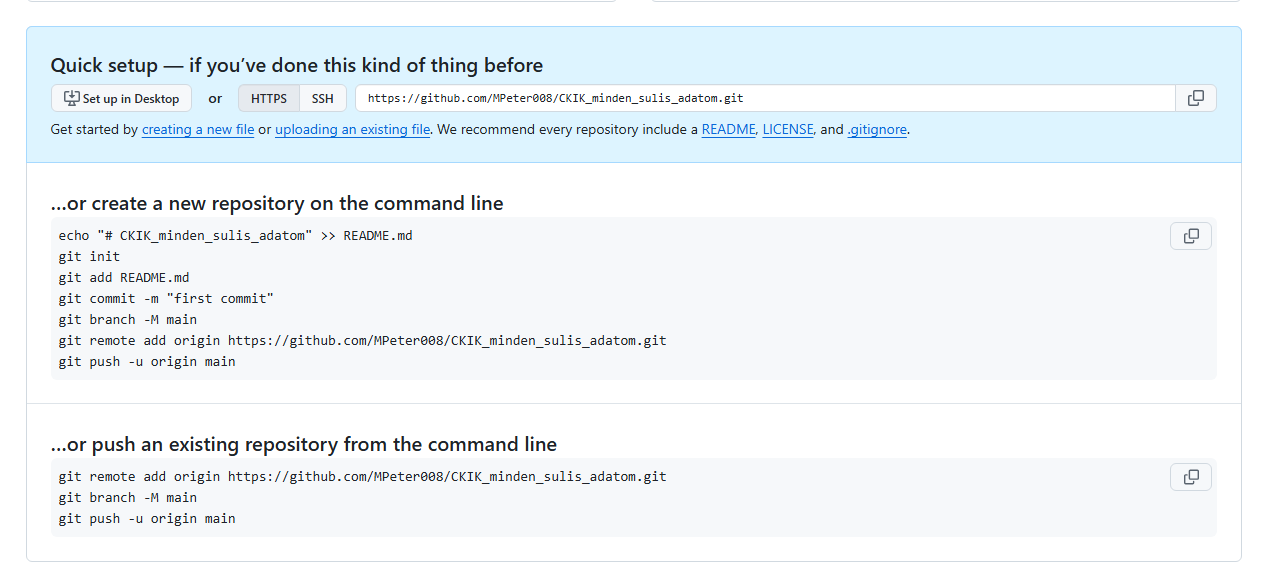 Quick setup — if you’ve done this kind of thing before
Set up in Desktop or HTTPS SSH https://github.com/MPeter008/CKIK_minden_sulis_adatom.git
Get started by creating a new file or uploading an existing file. We recommend every repository include a README, LICENSE, and .gitignore.
…or create a new repository on the command line
echo "# CKIK_minden_sulis_adatom" >> README.md
git init
git add README.md
git commit -m "first commit"
git branch -M main
git remote add origin https://github.com/MPeter008/CKIK_minden_sulis_adatom.git
git push -u origin main
…or push an existing repository from the command line
git remote add origin https://github.com/MPeter008/CKIK_minden_sulis_adatom.git
git branch -M main
git push -u origin main